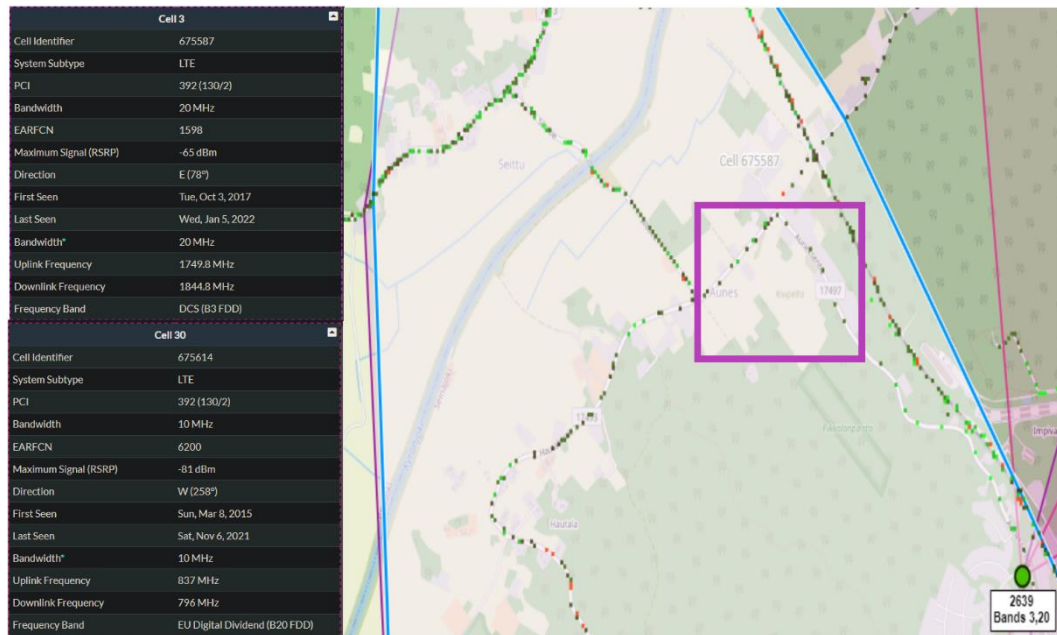 Cell 3
Cell Identifier 675587
System Subtype LTE
PCI 392 (130/2)
Bandwidth 20 MHz
EARFCN 1598
Maximum Signal (RSRP) -65 dBm
Direction E (78°)
First Seen Tue, Oct 3, 2017
Last Seen Wed, Jan 5, 2022
Bandwidth* 20 MHz
Uplink Frequency 1749.8 MHz
Downlink Frequency 1844.8 MHz
Frequency Band DCS (B3 FDD)
Cell 30
Cell Identifier 675614
System Subtype LTE
PCI 392 (130/2)
Bandwidth 10 MHz
EARFCN 6200
Maximum Signal (RSRP) -81 dBm
Direction W (258°)
First Seen Sun, Mar 8, 2015
Last Seen Sat, Nov 6, 2021
Bandwidth* 10 MHz
Uplink Frequency 837 MHz
Downlink Frequency 796 MHz
Frequency Band EU Digital Dividend (B20 FDD)
Seittu
Cell 675587
Aunes
17497
Hautala
2639
Bands 3,20